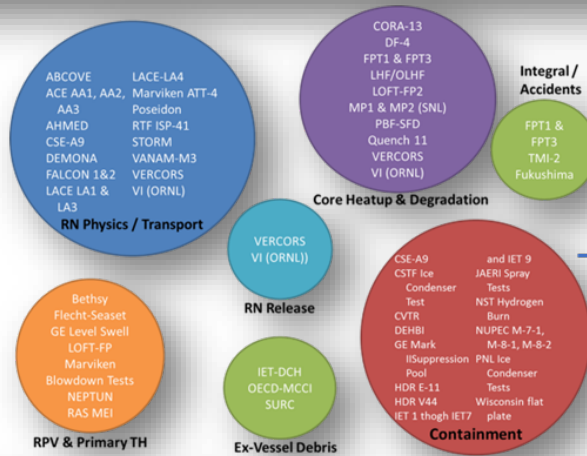 ABCOVE
ACE AA1, AA2,
AA3
AHMED
CSE-A9
DEMONA
FALCON 1&2
LACE LA1 &
LA3
LACE-LA4
Marviken ATT-4
Poseidon
RTF ISP-41
STORM
VANAM-M3
VERCORS
VI (ORNL)
RN Physics / Transport
CORA-13
DF-4
FPT1 & FPT3
LHF/OLHF
LOFT-FP2
MP1 & MP2 (SNL)
PBF-SFD
Quench 11
VERCORS
VI (ORNL)
Core Heatup & Degradation
Integral /
Accidents
FPT1 &
FPT3
TMI-2
Fukushima
VERCORS
VI (ORNL))
RN Release
Bethsy
Flecht-Seaset
GE Level Swell
LOFT-FP
Marviken
Blowdown Tests
NEPTUN
RAS MEI
RPV & Primary TH
IET-DCH
OECD-MCCI
SURC
Ex-Vessel Debris
CSE-A9
CSTF Ice
Condenser
Test
CVTR
DEHBI
GE Mark
IISuppression
Pool
HDR E-11
HDR V44
IET 1 thogh IET7
and IET 9
JAERI Spray
Tests
NST Hydrogen
Burn
NUPEC M-7-1,
M-8-1, M-8-2
PNL Ice
Condenser
Tests
Wisconsin flat
plate
Containment